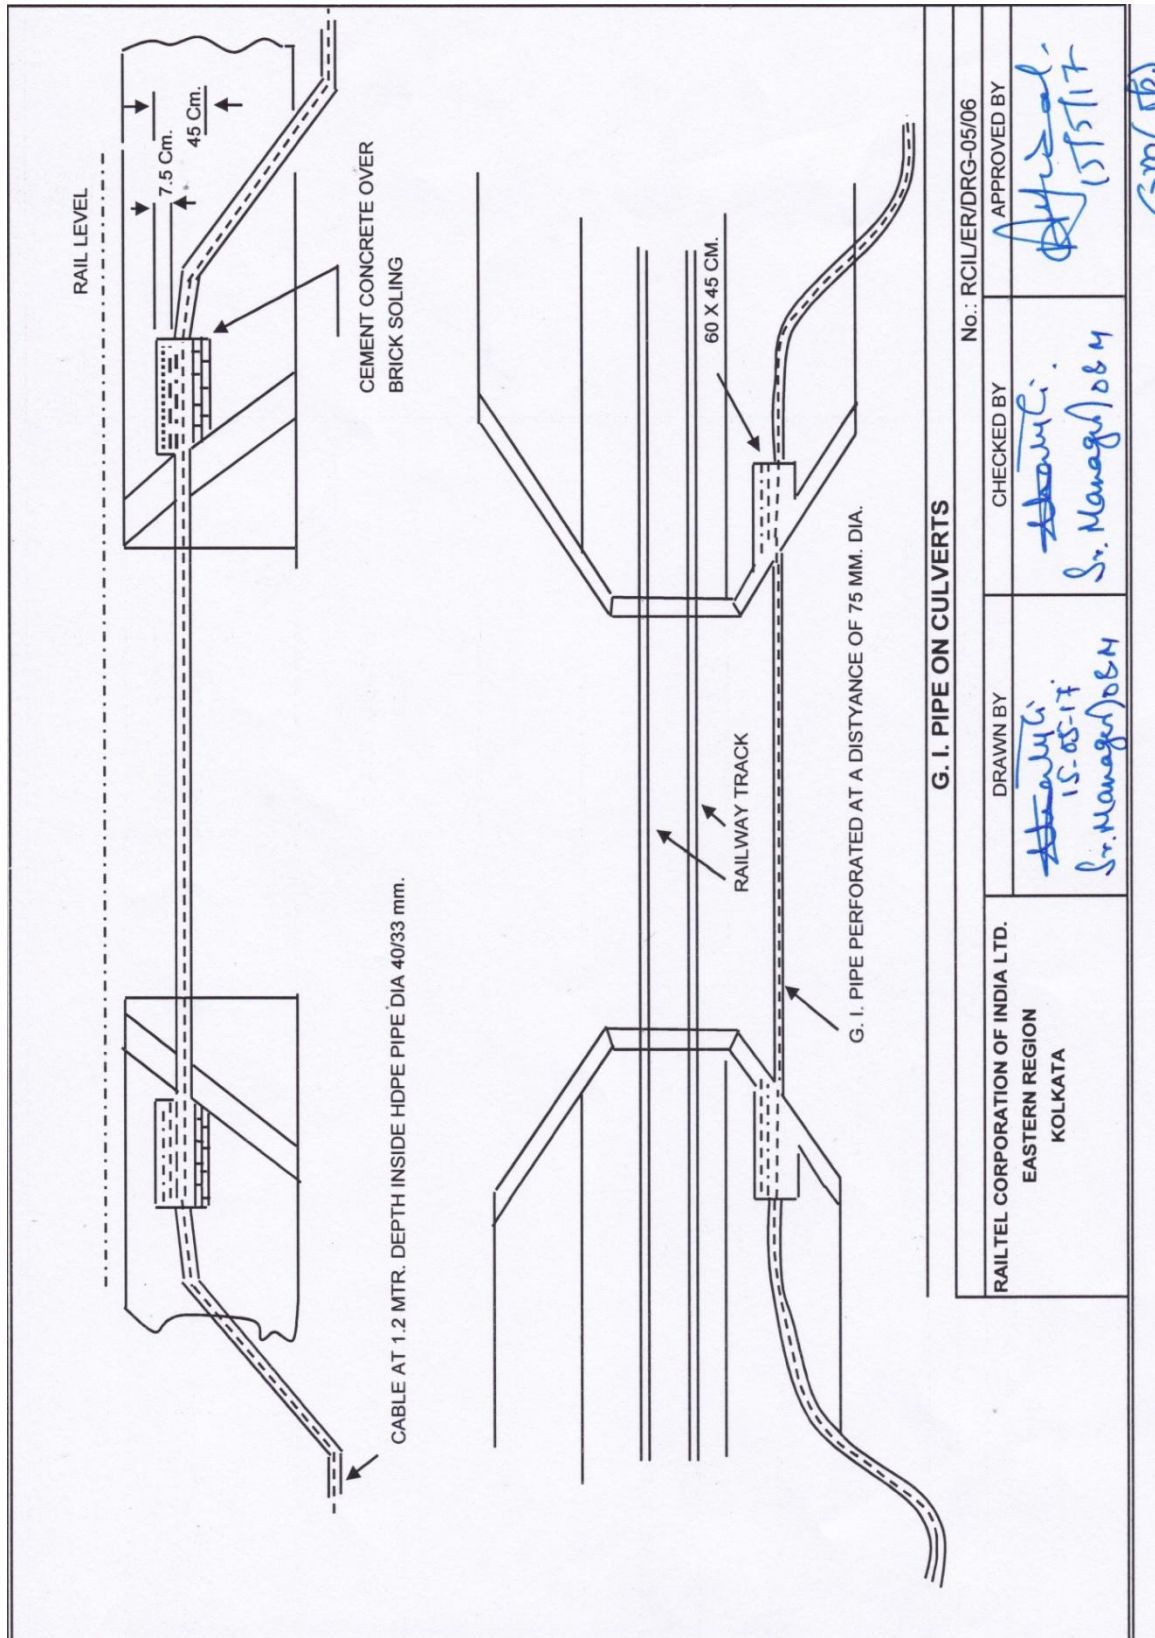 RAIL LEVEL
7.5 Cm.
45 Cm.
CEMENT CONCRETE OVER
BRICK SOLING
CABLE AT 1.2 MTR. DEPTH INSIDE HDPE PIPE DIA 40/33 mm.
60 X 45 CM.
RAILWAY TRACK
G. I. PIPE PERFORATED AT A DISTYANCE OF 75 MM. DIA.
G. I. PIPE ON CULVERTS
No.: RCIL/ER/DRG-05/06
RAILTEL CORPORATION OF INDIA LTD.
EASTERN REGION
KOLKATA
DRAWN BY
15-05-17
Sr. Manager/O&M
CHECKED BY
Sr. Manager/O&M
APPROVED BY
15/5/17